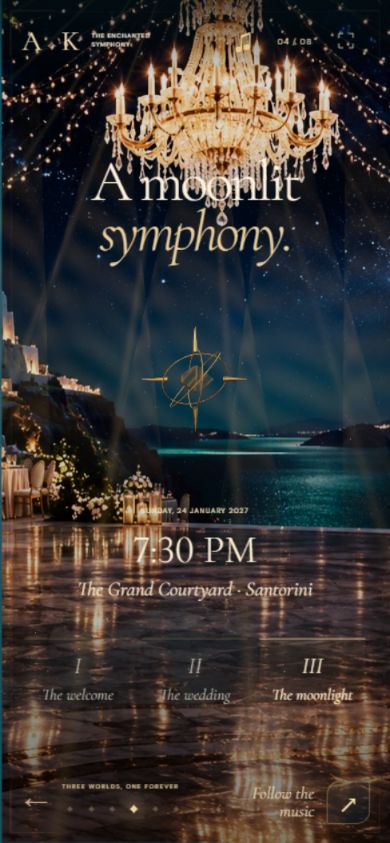 A K
THE ENCHANTED
SYMPHONY.
04 / 08
A moonlit
symphony.
SUNDAY, 24 JANUARY 2027
7:30 PM
The Grand Courtyard · Santorini
I
II
III
The welcome
The wedding
The moonlight
THREE WORLDS, ONE FOREVER
←
Follow the
music
↗